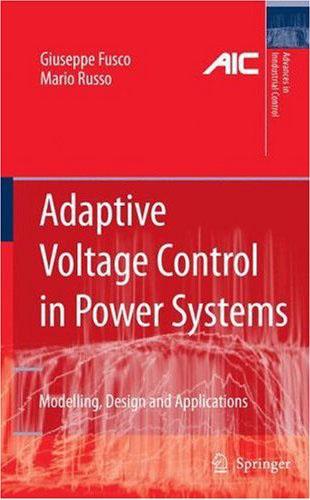 Giuseppe Fusco
Mario Russo
AIC
Advances in
Industrial Control
Adaptive
Voltage Control
in Power Systems
Modelling, Design and Applications
Springer